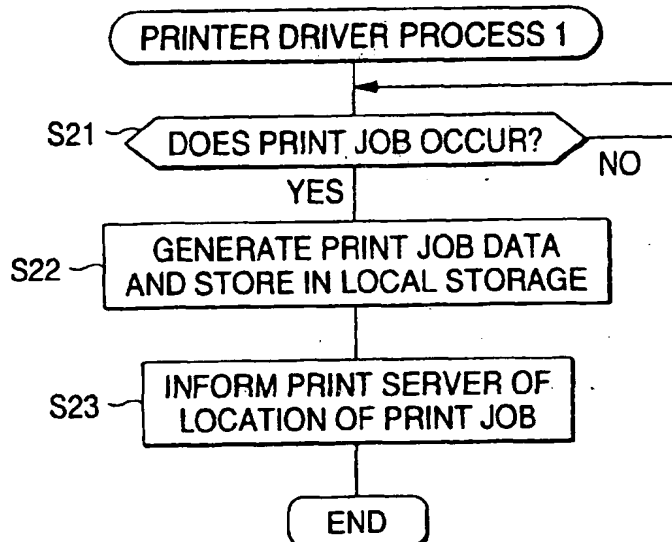 PRINTER DRIVER PROCESS 1
S21
DOES PRINT JOB OCCUR?
NO
YES
S22
GENERATE PRINT JOB DATA
AND STORE IN LOCAL STORAGE
S23
INFORM PRINT SERVER OF
LOCATION OF PRINT JOB
END